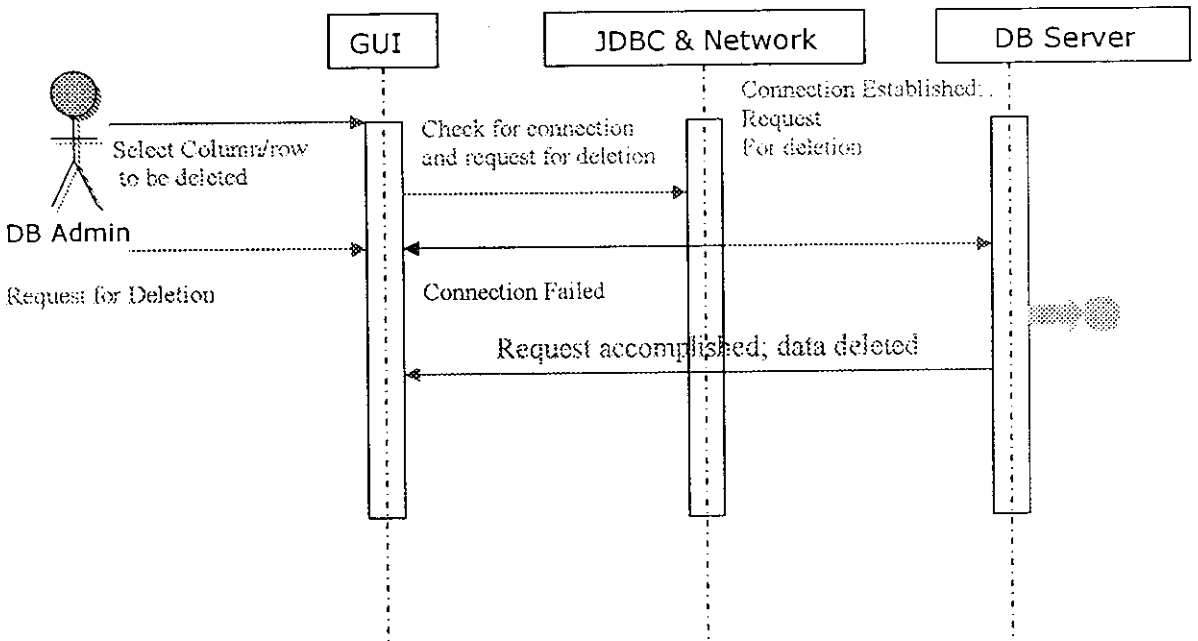 GUI
JDBC & Network
DB Server
Connection Established;
Request
For deletion
Check for connection
and request for deletion
Select Column/row
to be deleted
DB Admin
Request for Deletion
Connection Failed
Request accomplished; data deleted